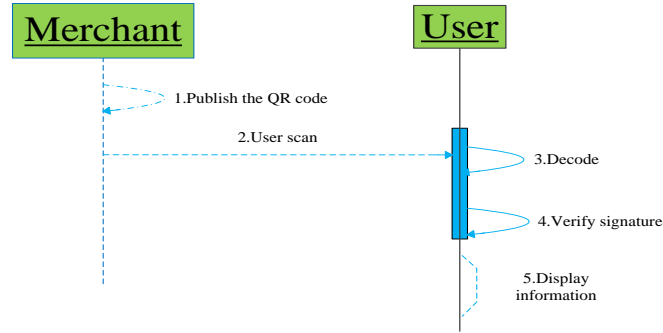 Merchant
User
1.Publish the QR code
2.User scan
3.Decode
4.Verify signature
5.Display
information